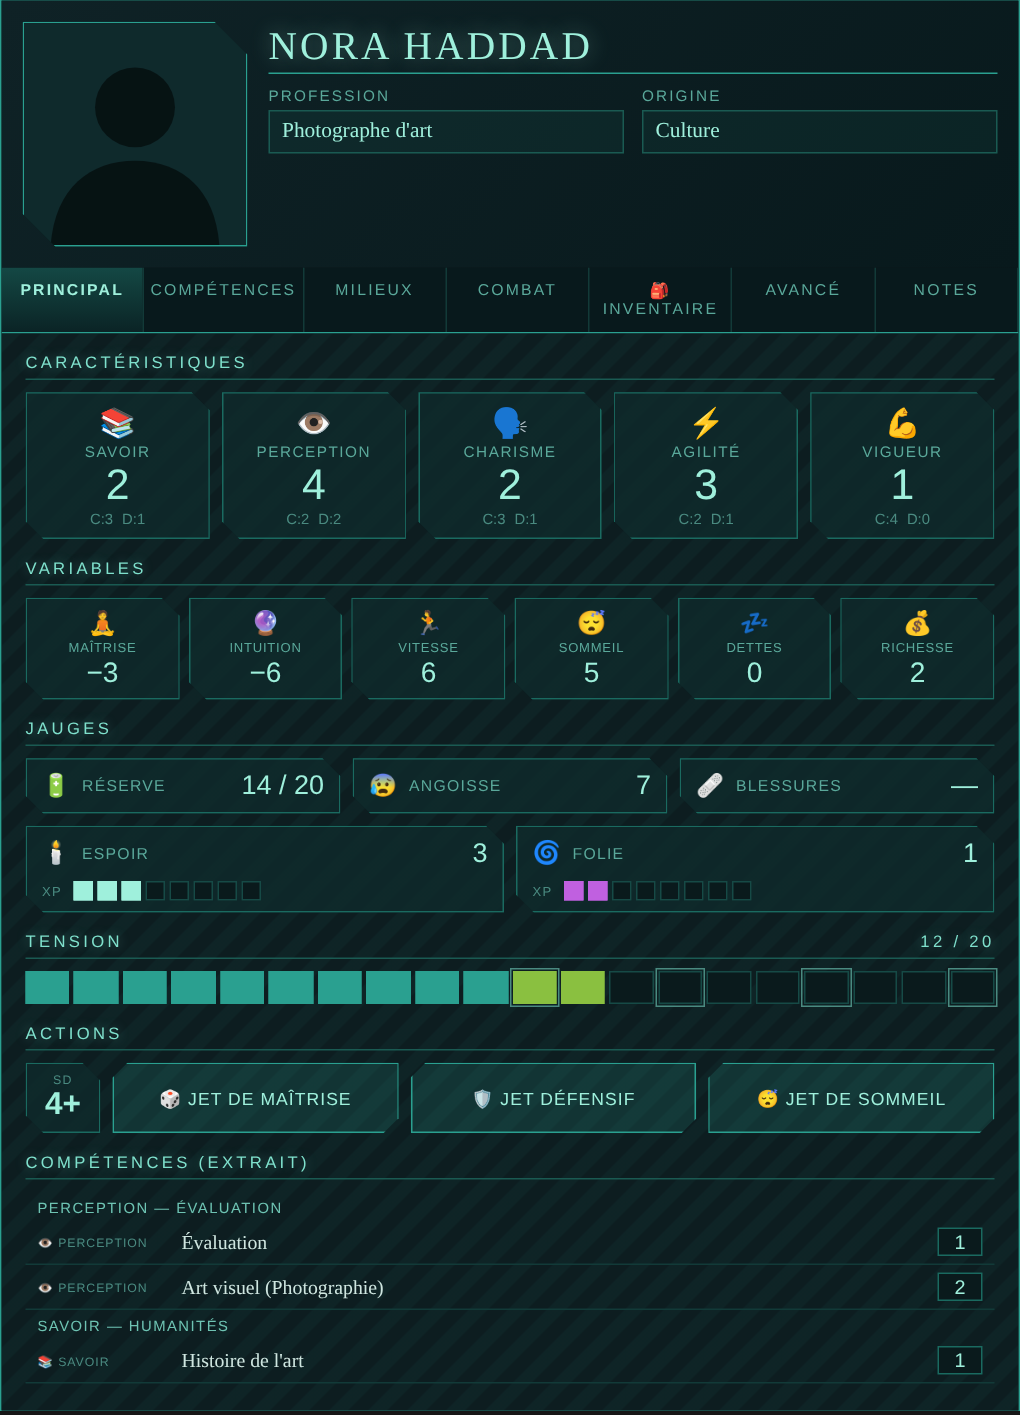 NORA HADDAD
PROFESSION
ORIGINE
Photographe d'art
Culture
PRINCIPAL
COMPÉTENCES
MILIEUX
COMBAT
🎒
INVENTAIRE
AVANCÉ
NOTES
CARACTÉRISTIQUES
SAVOIR
2
C:3 D:1
PERCEPTION
4
C:2 D:2
CHARISME
2
C:3 D:1
AGILITÉ
3
C:2 D:1
VIGUEUR
1
C:4 D:0
VARIABLES
MAÎTRISE
−3
INTUITION
−6
VITESSE
6
SOMMEIL
5
DETTES
0
RICHESSE
2
JAUGES
RÉSERVE 14 / 20
ANGOISSE 7
BLESSURES —
ESPOIR 3
XP
FOLIE 1
XP
TENSION 12 / 20
ACTIONS
SD
4+
JET DE MAÎTRISE
JET DÉFENSIF
JET DE SOMMEIL
COMPÉTENCES (EXTRAIT)
PERCEPTION — ÉVALUATION
PERCEPTION Évaluation 1
PERCEPTION Art visuel (Photographie) 2
SAVOIR — HUMANITÉS
SAVOIR Histoire de l'art 1